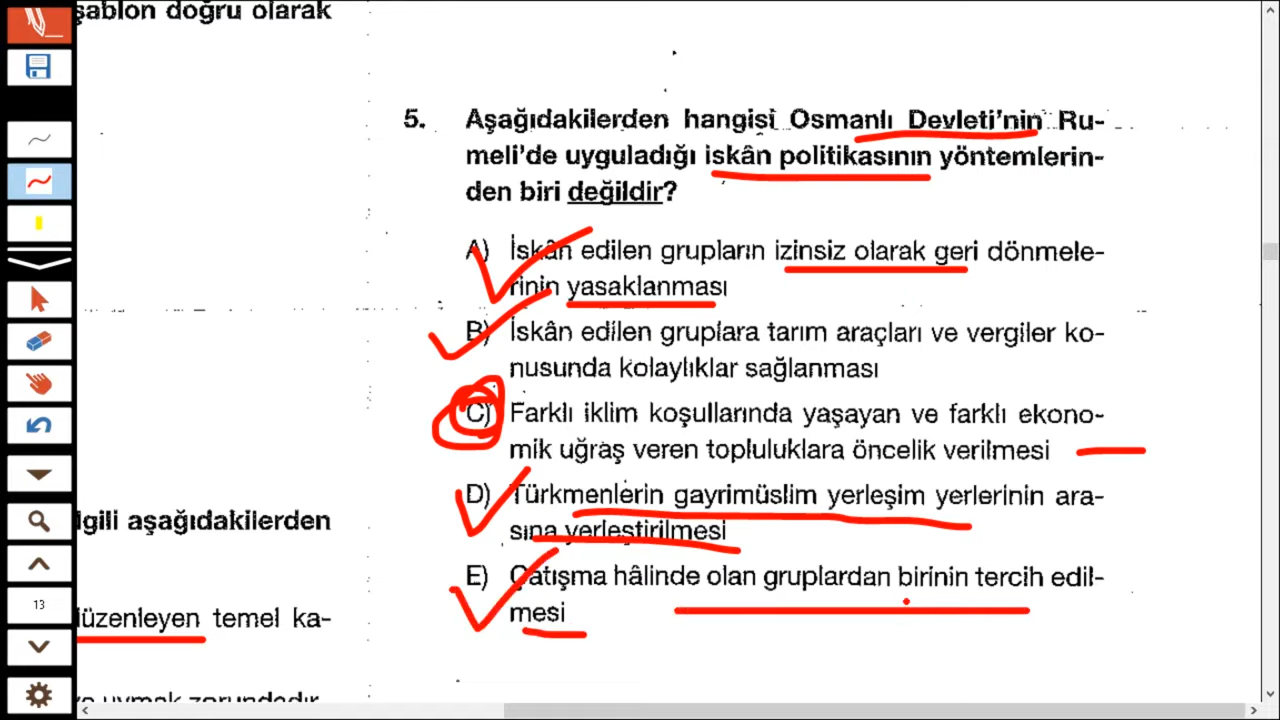 şablon doğru olarak
5. Aşağıdakilerden hangisi Osmanlı Devleti'nin Ru-
meli'de uyguladığı iskân politikasının yöntemlerin-
den biri değildir?
A) İskân edilen grupların izinsiz olarak geri dönmele-
rinin yasaklanması
B) İskân edilen gruplara tarım araçları ve vergiler ko-
nusunda kolaylıklar sağlanması
C) Farklı iklim koşullarında yaşayan ve farklı ekono-
mik uğraş veren topluluklara öncelik verilmesi
D) Türkmenlerin gayrimüslim yerleşim yerlerinin ara-
sına yerleştirilmesi
E) Çatışma hâlinde olan gruplardan birinin tercih edil-
mesi
ilgili aşağıdakilerden
13
düzenleyen temel ka-
uymak zorundadır